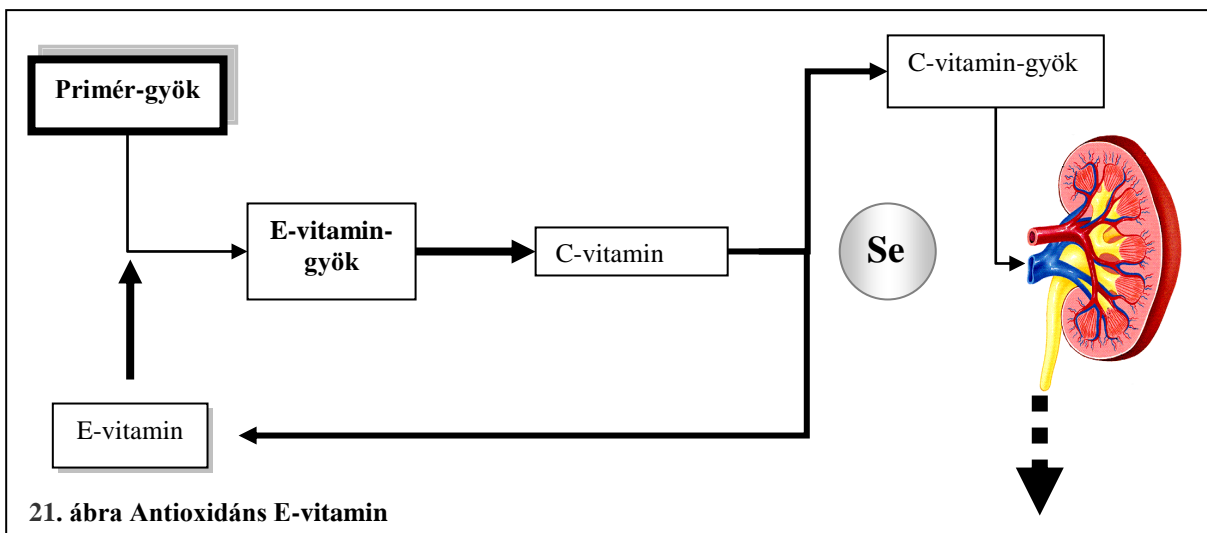 Primér-gyök
C-vitamin-gyök
E-vitamin-
gyök
C-vitamin
Se
E-vitamin
21. ábra Antioxidáns E-vitamin